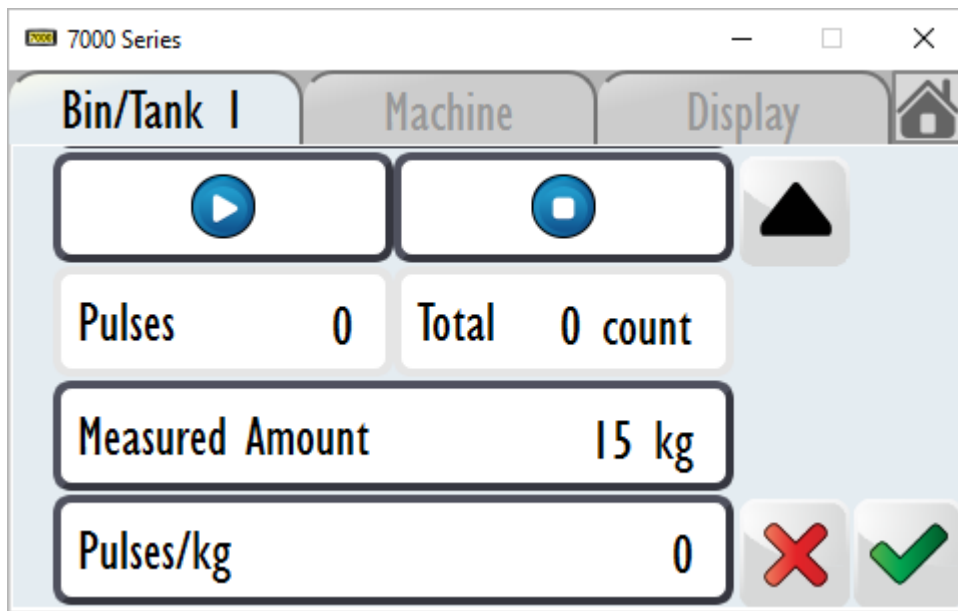 7000 Series
Bin/Tank 1 Machine Display
Pulses 0 Total 0 count
Measured Amount 15 kg
Pulses/kg 0